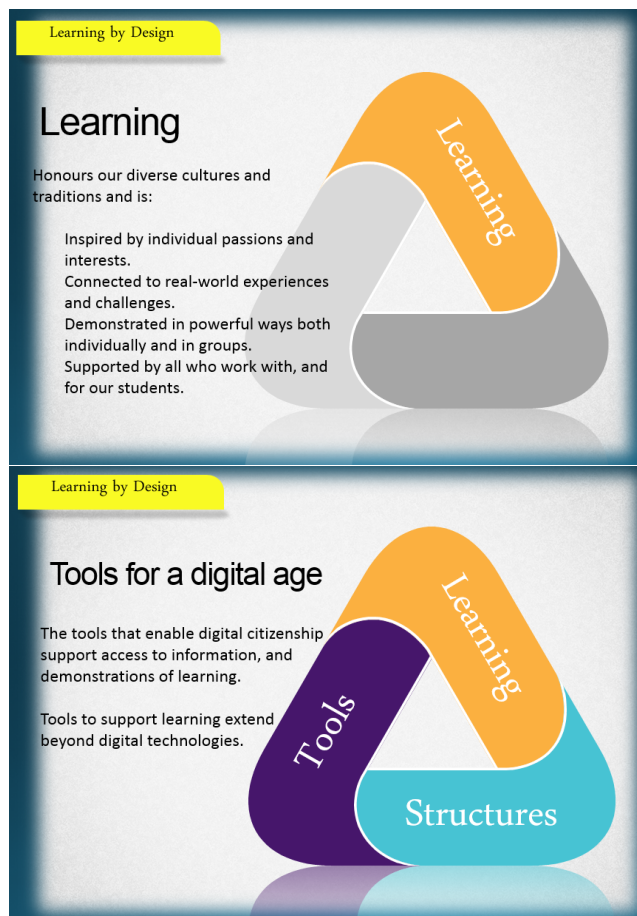 Learning by Design
Learning
Honours our diverse cultures and
traditions and is:
Inspired by individual passions and
interests.
Connected to real-world experiences
and challenges.
Demonstrated in powerful ways both
individually and in groups.
Supported by all who work with, and
for our students.
Learning
Learning by Design
Tools for a digital age
The tools that enable digital citizenship
support access to information, and
demonstrations of learning.
Tools to support learning extend
beyond digital technologies.
Learning
Tools
Structures